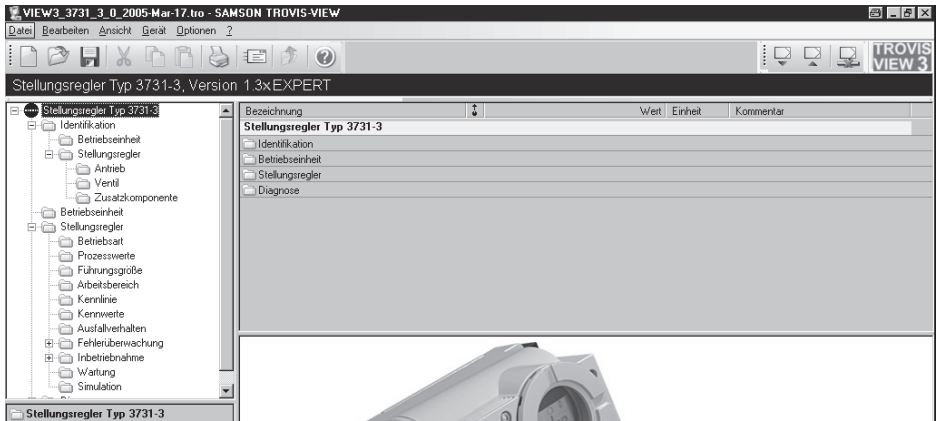 VIEW3_3731_3_0_2005-Mar-17.tro - SAMSON TROVIS-VIEW
Datei Bearbeiten Ansicht Gerät Optionen ?
TROVIS
VIEW 3
Stellungsregler Typ 3731-3, Version 1.3xEXPERT
Stellungsregler Typ 3731-3
Identifikation
Betriebseinheit
Stellungsregler
Antrieb
Ventil
Zusatzkomponente
Betriebseinheit
Stellungsregler
Betriebsart
Prozesswerte
Führungsgröße
Arbeitsbereich
Kennlinie
Kennwerte
Ausfallverhalten
Fehlerüberwachung
Inbetriebnahme
Wartung
Simulation
Stellungsregler Typ 3731-3
Bezeichnung Wert Einheit Kommentar
Stellungsregler Typ 3731-3
Identifikation
Betriebseinheit
Stellungsregler
Diagnose